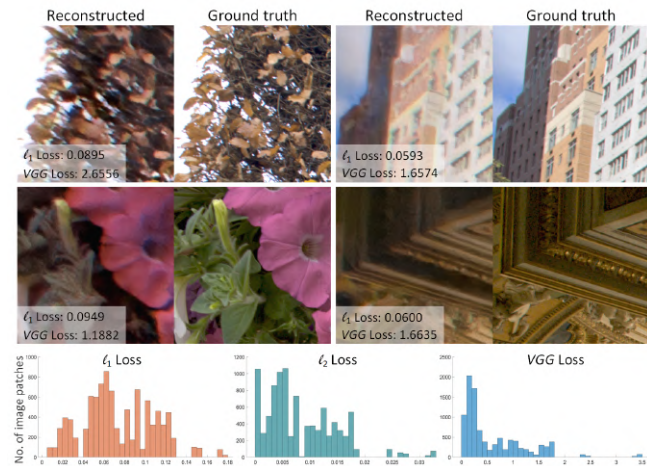 Reconstructed Ground truth Reconstructed Ground truth
ℓ₁ Loss: 0.0895
VGG Loss: 2.6556
ℓ₁ Loss: 0.0593
VGG Loss: 1.6574
ℓ₁ Loss: 0.0949
VGG Loss: 1.1882
ℓ₁ Loss: 0.0600
VGG Loss: 1.6635
ℓ₁ Loss
ℓ₂ Loss
VGG Loss
No. of image patches
1000
800
600
400
200
0
0 0.02 0.04 0.06 0.08 0.1 0.12 0.14 0.16 0.18
1200
1000
800
600
400
200
0
0 0.005 0.01 0.015 0.02 0.025 0.03
2500
2000
1500
1000
500
0
0 0.5 1 1.5 2 2.5 3 3.5